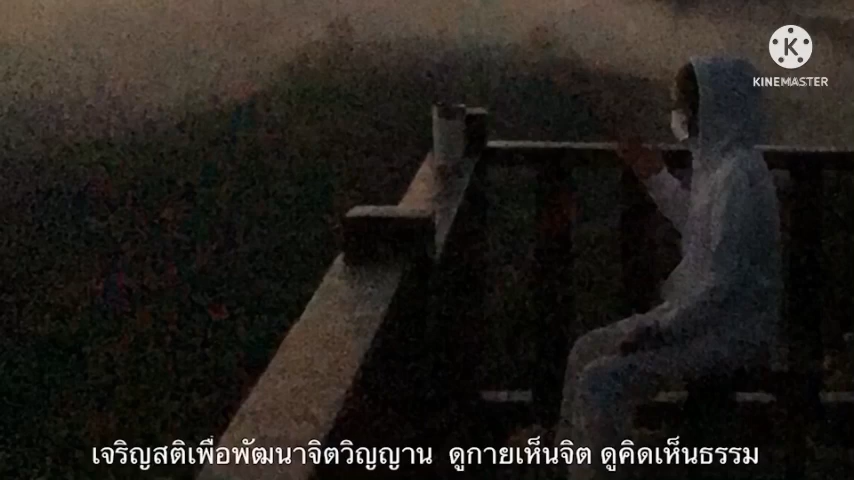 KINEMASTER
เจริญสติเพื่อพัฒนาจิตวิญญาน ดูกายเห็นจิต ดูคิดเห็นธรรม